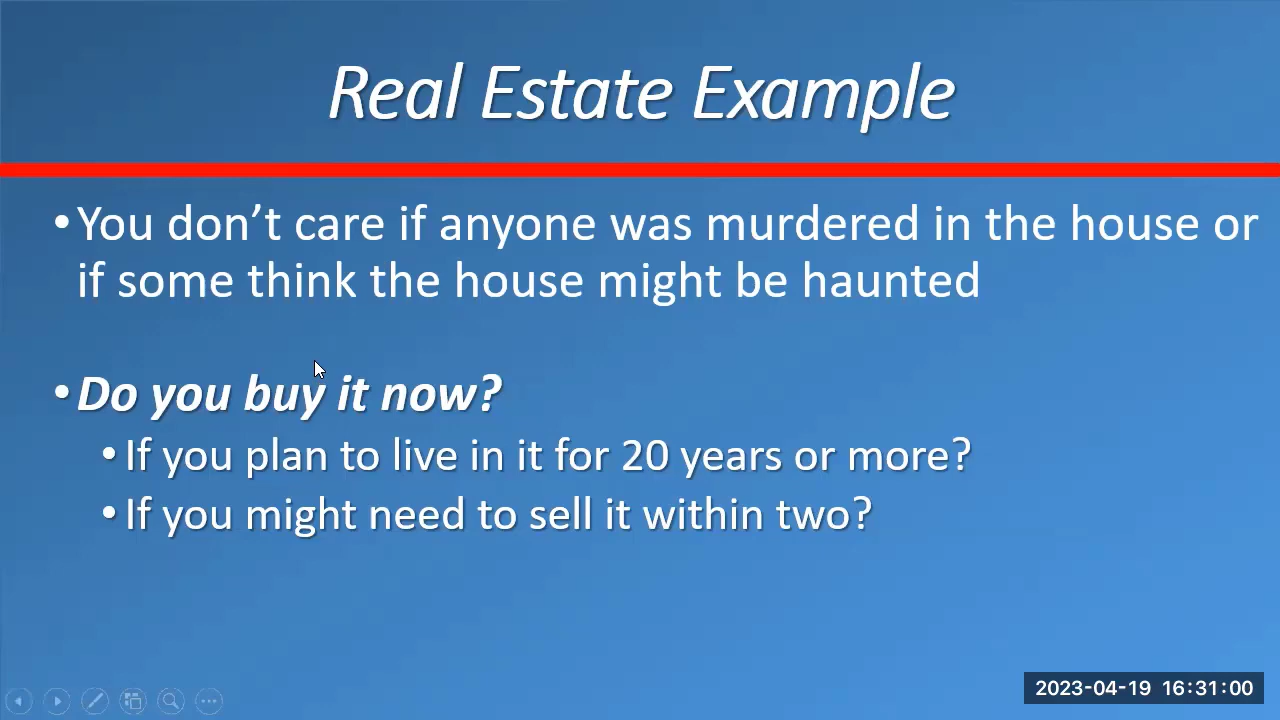 Real Estate Example
•You don’t care if anyone was murdered in the house or
if some think the house might be haunted
•Do you buy it now?
•If you plan to live in it for 20 years or more?
•If you might need to sell it within two?
2023-04-19 16:31:00